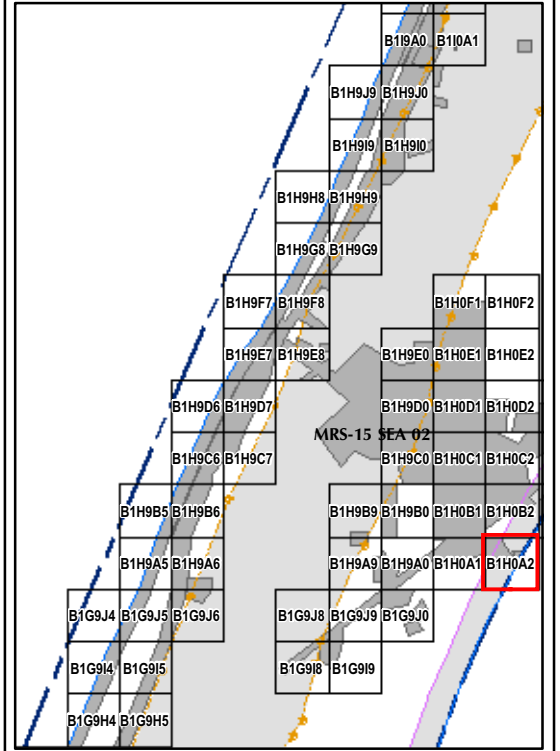 B1I9A0 B1I0A1
B1H9J9 B1H9J0
B1H9I9 B1H9I0
B1H9H8 B1H9H9
B1H9G8 B1H9G9
B1H9F7 B1H9F8 B1H0F1 B1H0F2
B1H9E7 B1H9E8 B1H9E0 B1H0E1 B1H0E2
B1H9D6 B1H9D7 B1H9D0 B1H0D1 B1H0D2
MRS-15 SEA 02
B1H9C6 B1H9C7 B1H9C0 B1H0C1 B1H0C2
B1H9B5 B1H9B6 B1H9B9 B1H9B0 B1H0B1 B1H0B2
B1H9A5 B1H9A6 B1H9A9 B1H9A0 B1H0A1 B1H0A2
B1G9J4 B1G9J5 B1G9J6 B1G9J8 B1G9J9 B1G9J0
B1G9I4 B1G9I5 B1G9I8 B1G9I9
B1G9H4 B1G9H5